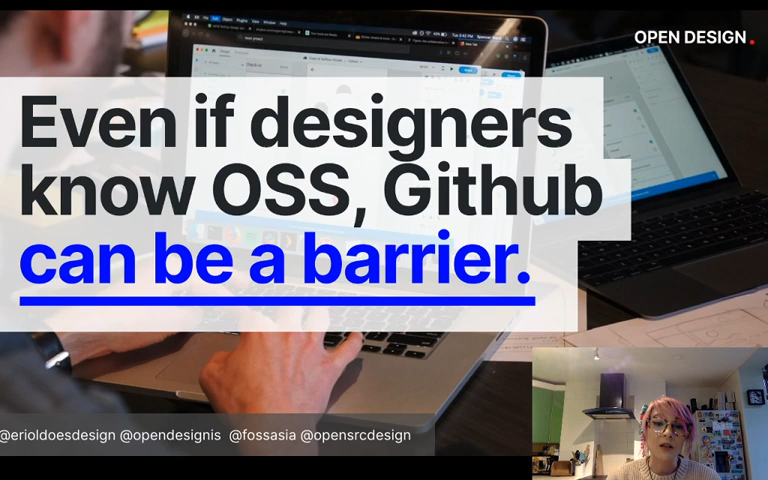 OPEN DESIGN.
Even if designers
know OSS, Github
can be a barrier.
@erioldoesdesign @opendesignis @fossasia @opensrcdesign